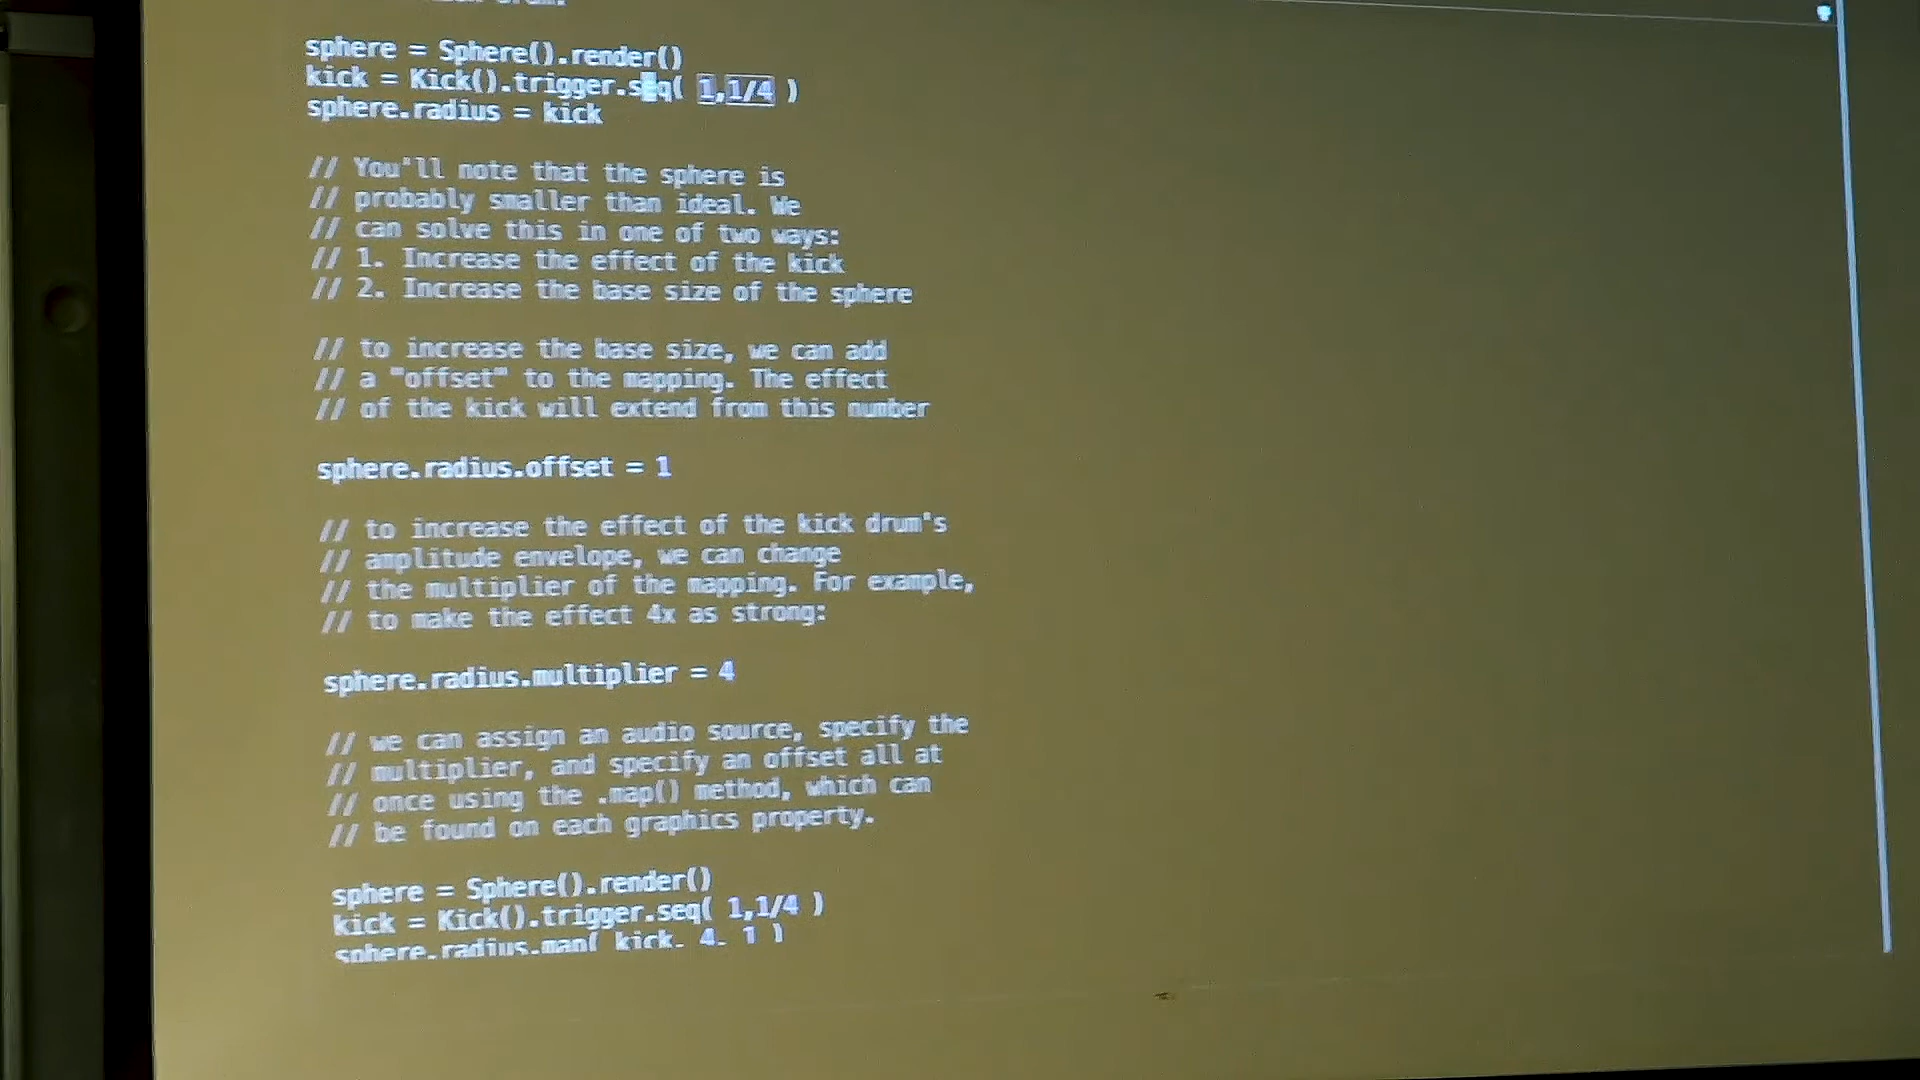 sphere = Sphere().render()
kick = Kick().trigger.seq( 1,1/4 )
sphere.radius = kick
// You'll note that the sphere is
// probably smaller than ideal. We
// can solve this in one of two ways:
// 1. Increase the effect of the kick
// 2. Increase the base size of the sphere
// to increase the base size, we can add
// a "offset" to the mapping. The effect
// of the kick will extend from this number
sphere.radius.offset = 1
// to increase the effect of the kick drum's
// amplitude envelope, we can change
// the multiplier of the mapping. For example,
// to make the effect 4x as strong:
sphere.radius.multiplier = 4
// we can assign an audio source, specify the
// multiplier, and specify an offset all at
// once using the .map() method, which can
// be found on each graphics property.
sphere = Sphere().render()
kick = Kick().trigger.seq( 1,1/4 )
sphere.radius.map( kick, 4, 1 )